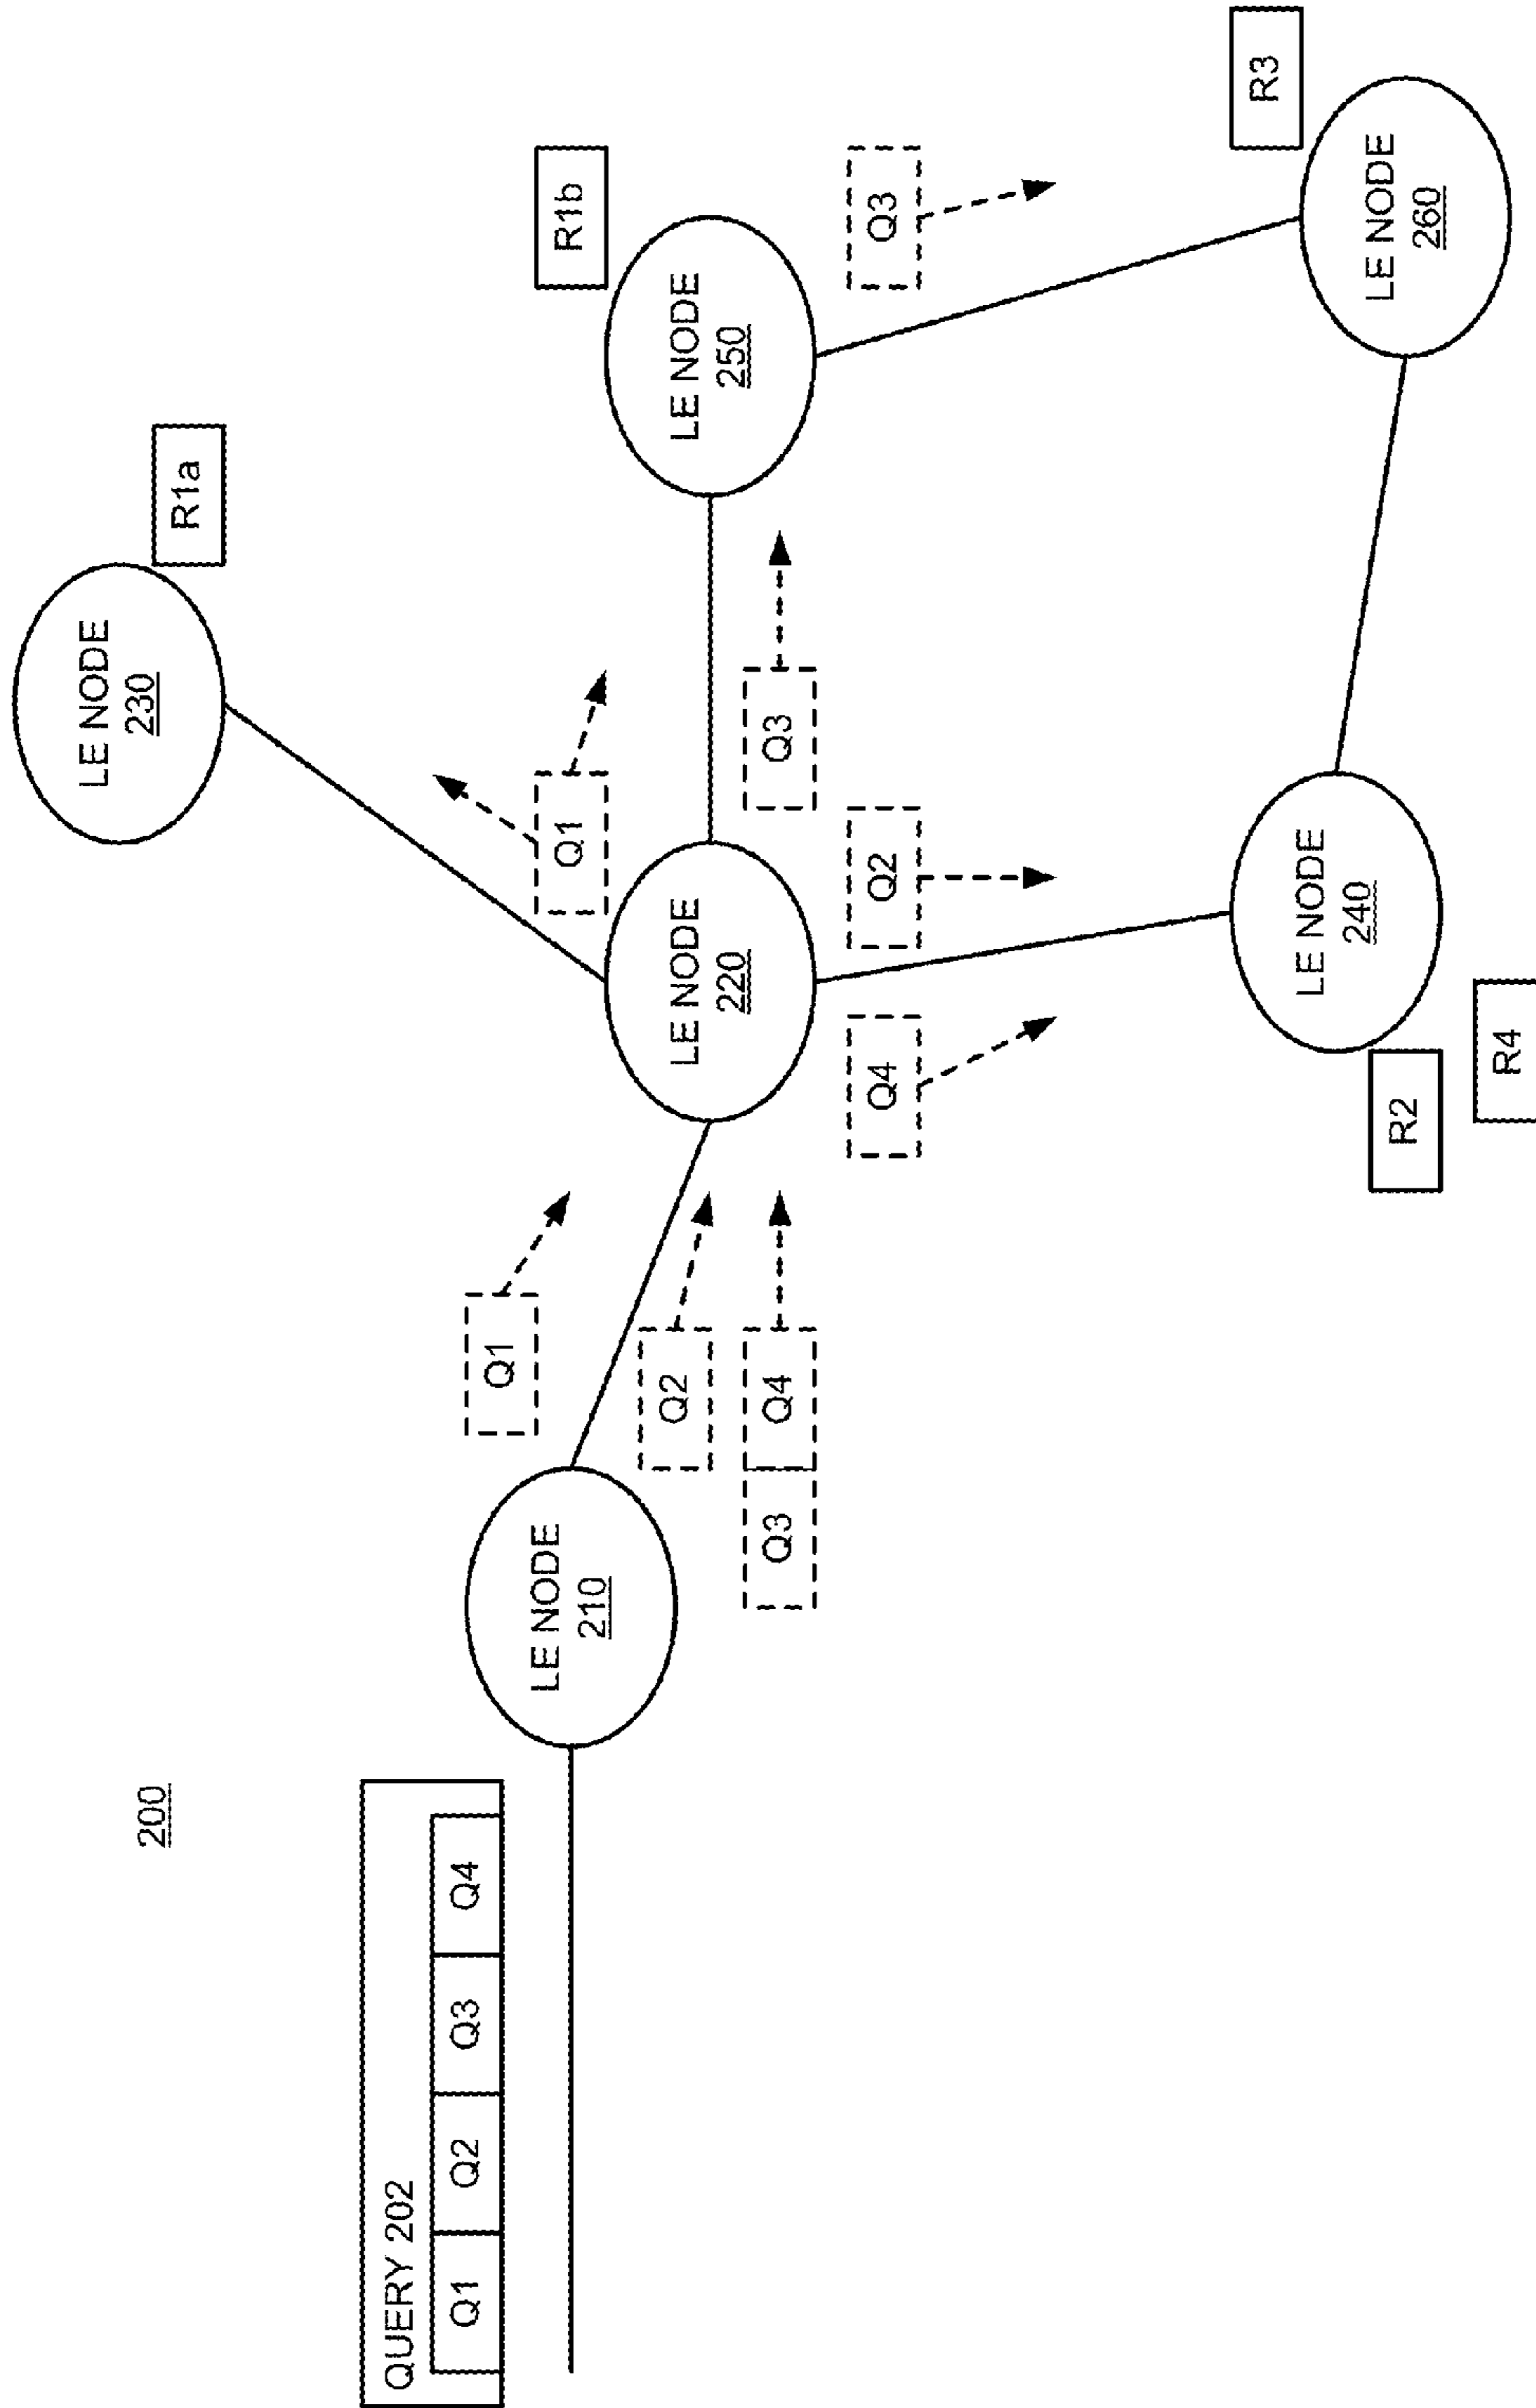 200
QUERY 202
Q1 Q2 Q3 Q4
LE NODE
210
Q1
Q2
Q3 Q4
LE NODE
220
Q1
Q3
Q4
Q2
LE NODE
230
R1a
LE NODE
250
R1b
Q3
LE NODE
240
R2
R4
LE NODE
260
R3